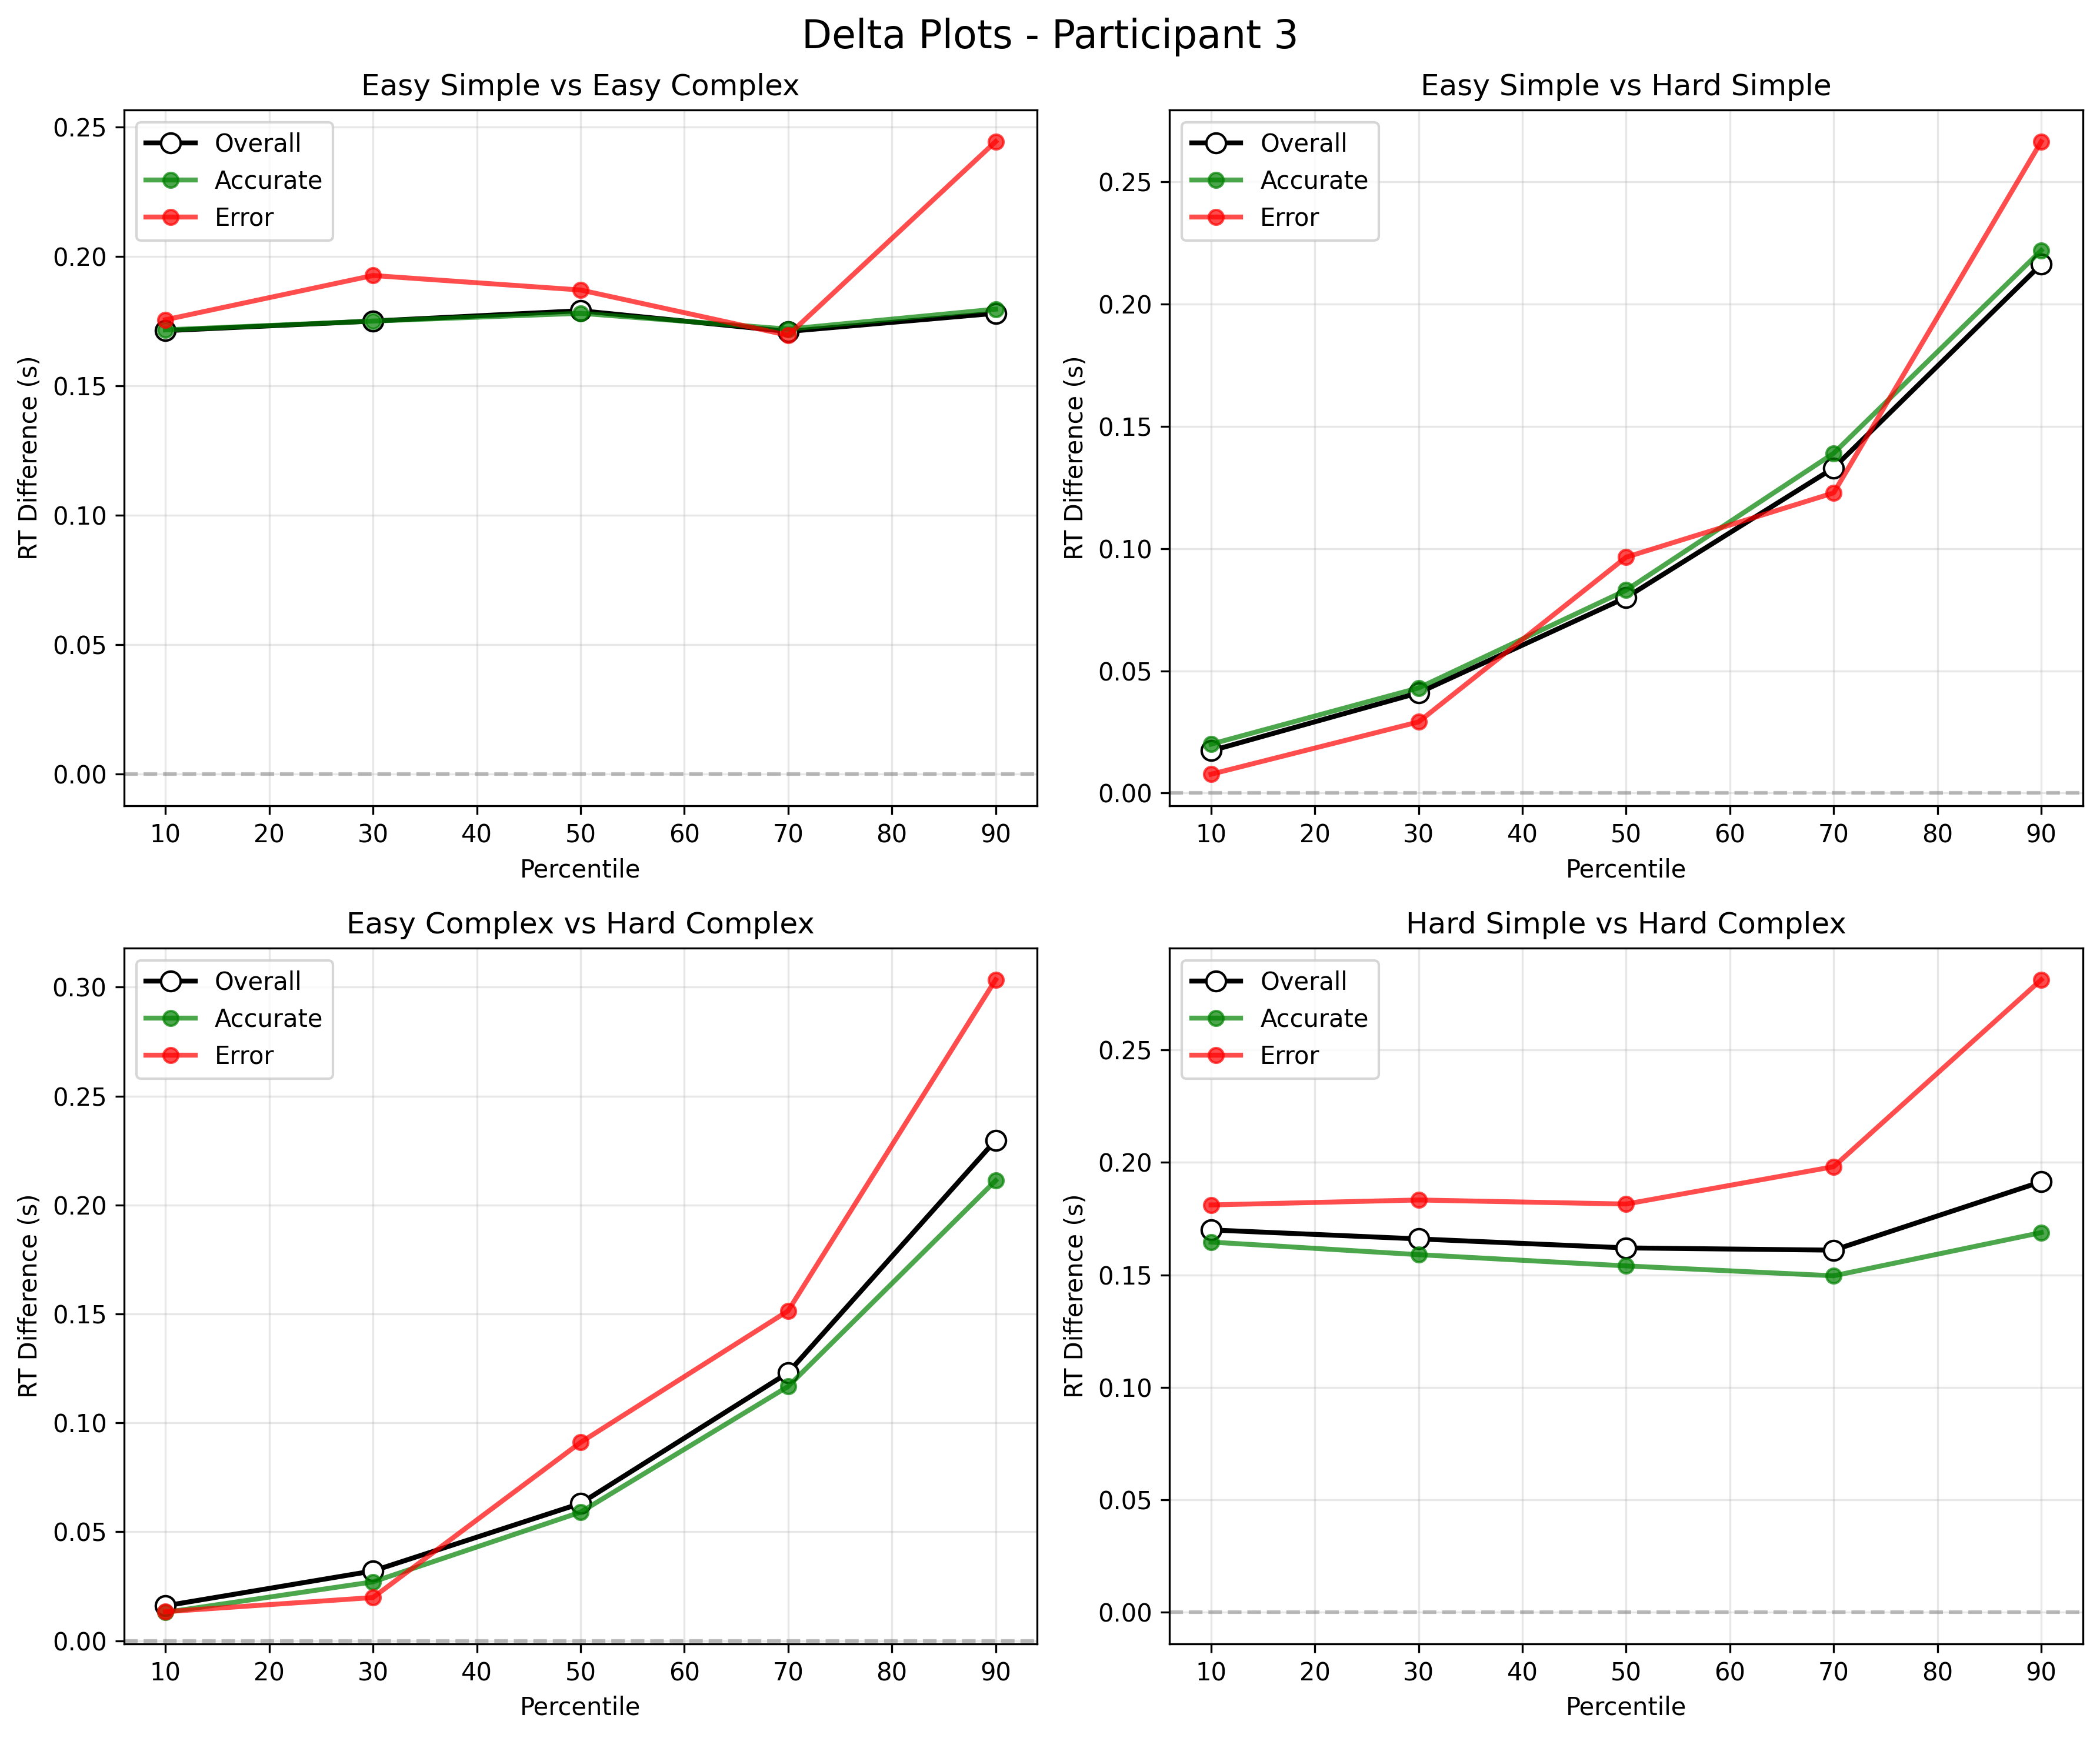 Delta Plots - Participant 3
Easy Simple vs Easy Complex
RT Difference (s)
0.25
0.20
0.15
0.10
0.05
0.00
Overall
Accurate
Error
10 20 30 40 50 60 70 80 90
Percentile
Easy Simple vs Hard Simple
RT Difference (s)
0.25
0.20
0.15
0.10
0.05
0.00
Overall
Accurate
Error
10 20 30 40 50 60 70 80 90
Percentile
Easy Complex vs Hard Complex
RT Difference (s)
0.30
0.25
0.20
0.15
0.10
0.05
0.00
Overall
Accurate
Error
10 20 30 40 50 60 70 80 90
Percentile
Hard Simple vs Hard Complex
RT Difference (s)
0.25
0.20
0.15
0.10
0.05
0.00
Overall
Accurate
Error
10 20 30 40 50 60 70 80 90
Percentile